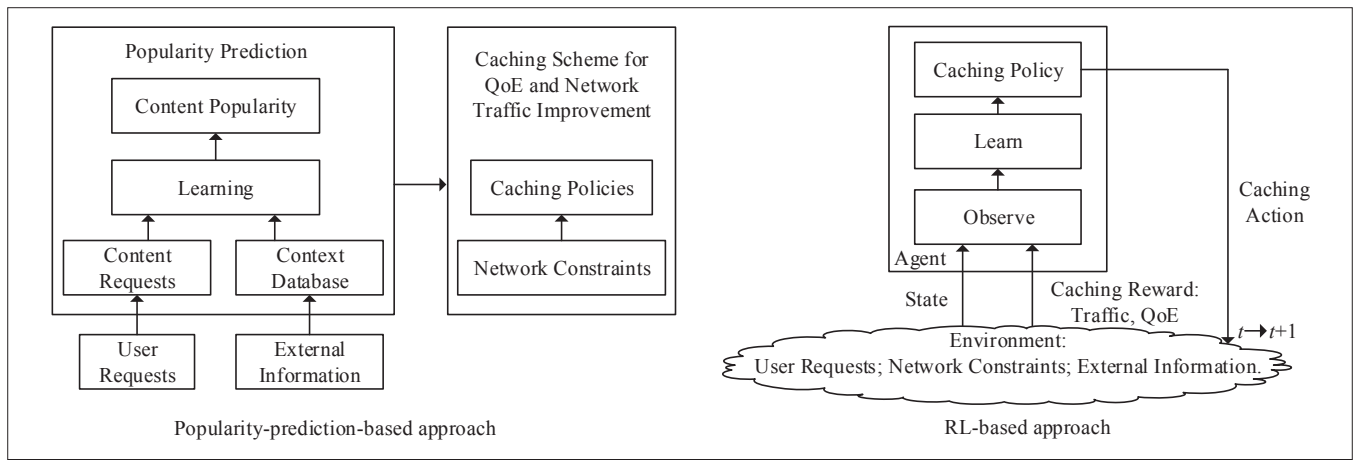 Popularity Prediction
Content Popularity
Learning
Content
Requests
Context
Database
User
Requests
External
Information
Caching Scheme for
QoE and Network
Traffic Improvement
Caching Policies
Network Constraints
Popularity-prediction-based approach
Caching Policy
Learn
Observe
Agent
Caching
Action
State
Caching Reward:
Traffic, QoE
t→t+1
Environment:
User Requests; Network Constraints; External Information.
RL-based approach